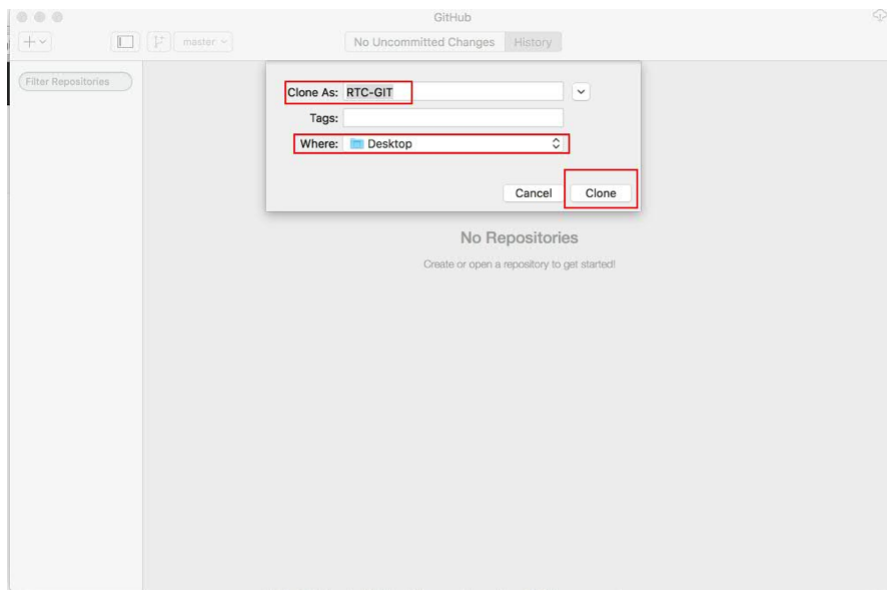 GitHub
master
No Uncommitted Changes
History
Filter Repositories
Clone As: RTC-GIT
Tags:
Where: Desktop
Cancel
Clone
No Repositories
Create or open a repository to get started!